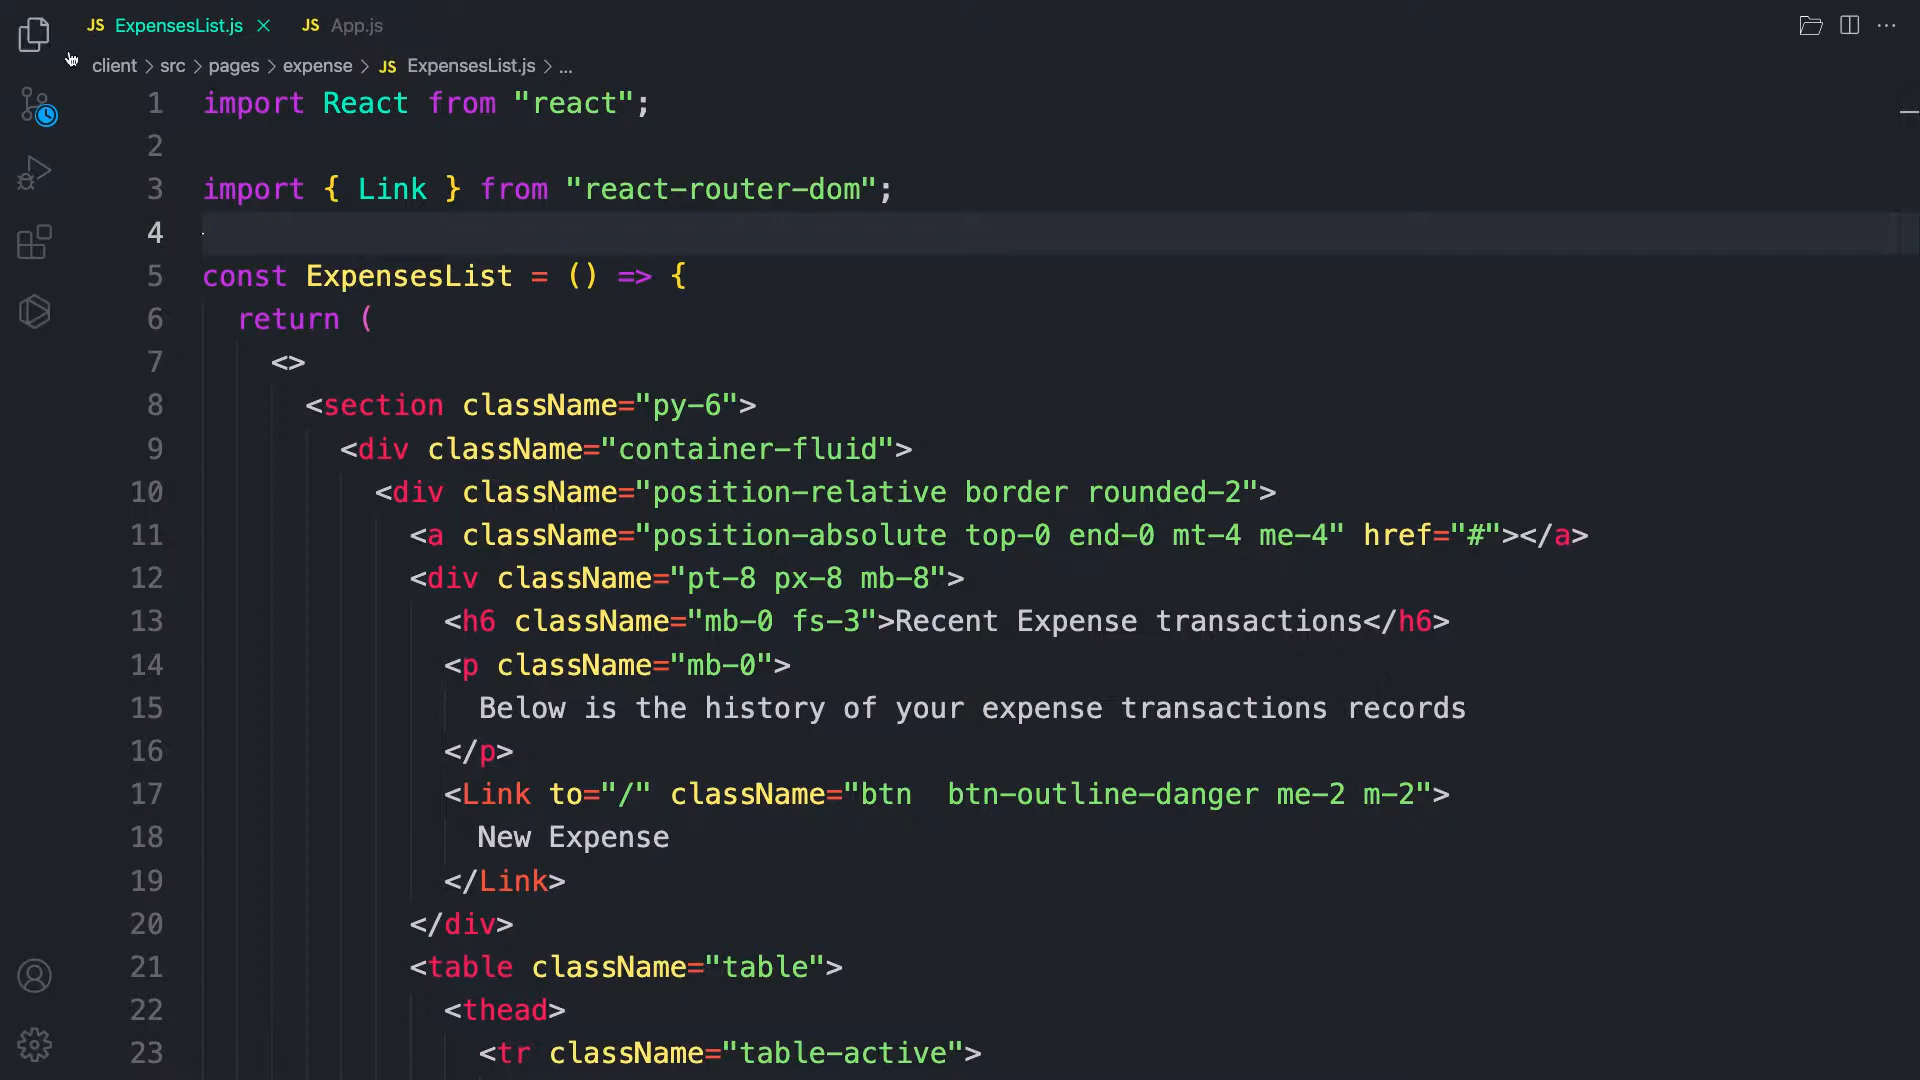 JS ExpensesList.js × JS App.js
client > src > pages > expense > JS ExpensesList.js > ...
1 import React from "react";
2
3 import { Link } from "react-router-dom";
4
5 const ExpensesList = () => {
6 return (
7 <>
8 <section className="py-6">
9 <div className="container-fluid">
10 <div className="position-relative border rounded-2">
11 <a className="position-absolute top-0 end-0 mt-4 me-4" href="#"></a>
12 <div className="pt-8 px-8 mb-8">
13 <h6 className="mb-0 fs-3">Recent Expense transactions</h6>
14 <p className="mb-0">
15 Below is the history of your expense transactions records
16 </p>
17 <Link to="/" className="btn  btn-outline-danger me-2 m-2">
18 New Expense
19 </Link>
20 </div>
21 <table className="table">
22 <thead>
23 <tr className="table-active">